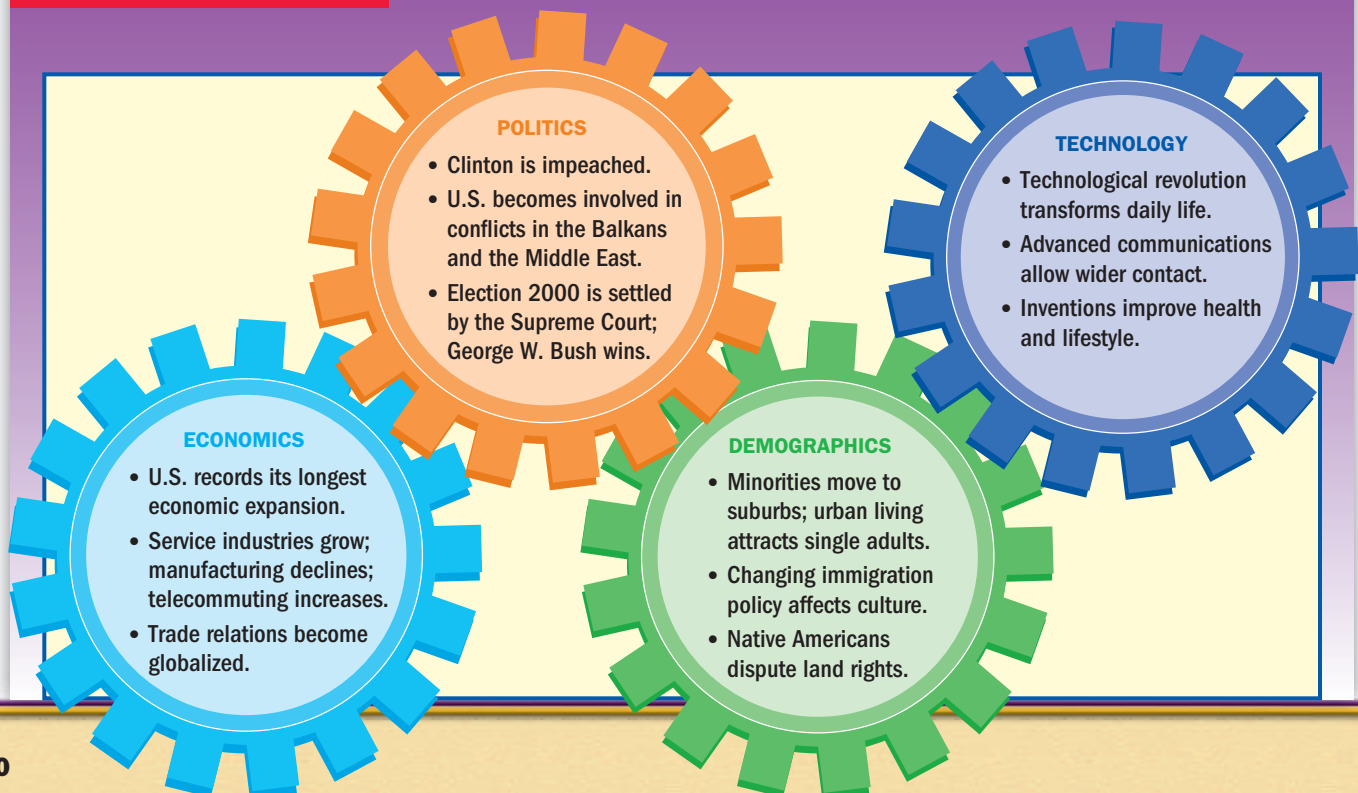 POLITICS
• Clinton is impeached.
• U.S. becomes involved in
conflicts in the Balkans
and the Middle East.
• Election 2000 is settled
by the Supreme Court;
George W. Bush wins.
TECHNOLOGY
• Technological revolution
transforms daily life.
• Advanced communications
allow wider contact.
• Inventions improve health
and lifestyle.
ECONOMICS
• U.S. records its longest
economic expansion.
• Service industries grow;
manufacturing declines;
telecommuting increases.
• Trade relations become
globalized.
DEMOGRAPHICS
• Minorities move to
suburbs; urban living
attracts single adults.
• Changing immigration
policy affects culture.
• Native Americans
dispute land rights.